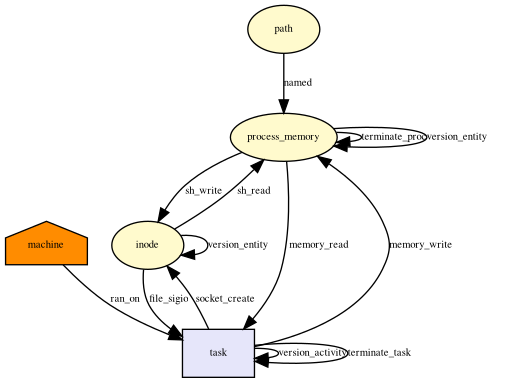 path
named
process_memory
terminate_proc
version_entity
sh_write
sh_read
machine
inode
version_entity
memory_read
memory_write
ran_on
file_sigio
socket_create
task
version_activity
terminate_task